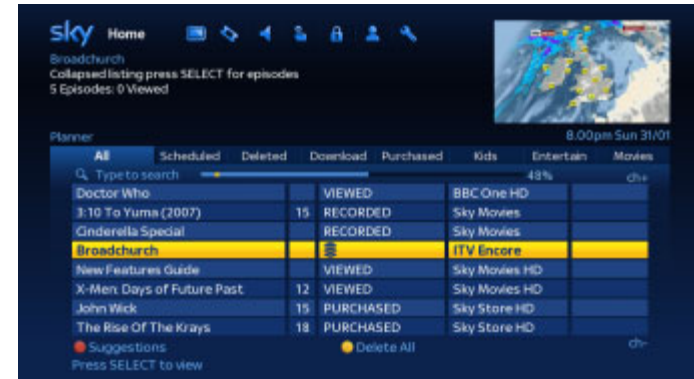 sky Home
Broadchurch
Collapsed listing press SELECT for episodes
5 Episodes: 0 Viewed
Planner 8.00pm Sun 31/01
All Scheduled Deleted Download Purchased Kids Entertain Movies
Type to search 48% ch+
Doctor Who VIEWED BBC One HD
3:10 To Yuma (2007) 15 RECORDED Sky Movies
Cinderella Special RECORDED Sky Movies
Broadchurch ITV Encore
New Features Guide VIEWED Sky Movies HD
X-Men: Days of Future Past 12 VIEWED Sky Movies HD
John Wick 15 PURCHASED Sky Store HD
The Rise Of The Krays 18 PURCHASED Sky Store HD
Suggestions Delete All ch-
Press SELECT to view